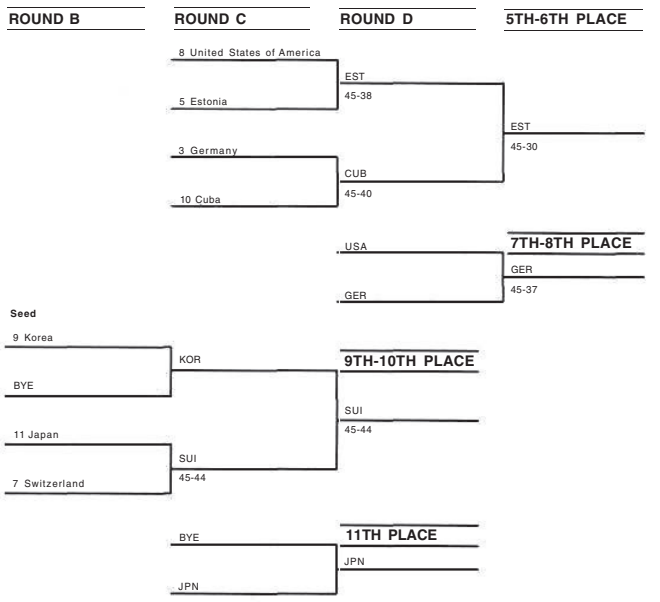 ROUND B
ROUND C
ROUND D
5TH-6TH PLACE
8 United States of America
EST
45-38
5 Estonia
EST
45-30
3 Germany
CUB
45-40
10 Cuba
USA
7TH-8TH PLACE
GER
45-37
GER
Seed
9 Korea
KOR
9TH-10TH PLACE
BYE
SUI
45-44
11 Japan
SUI
45-44
7 Switzerland
BYE
11TH PLACE
JPN
JPN